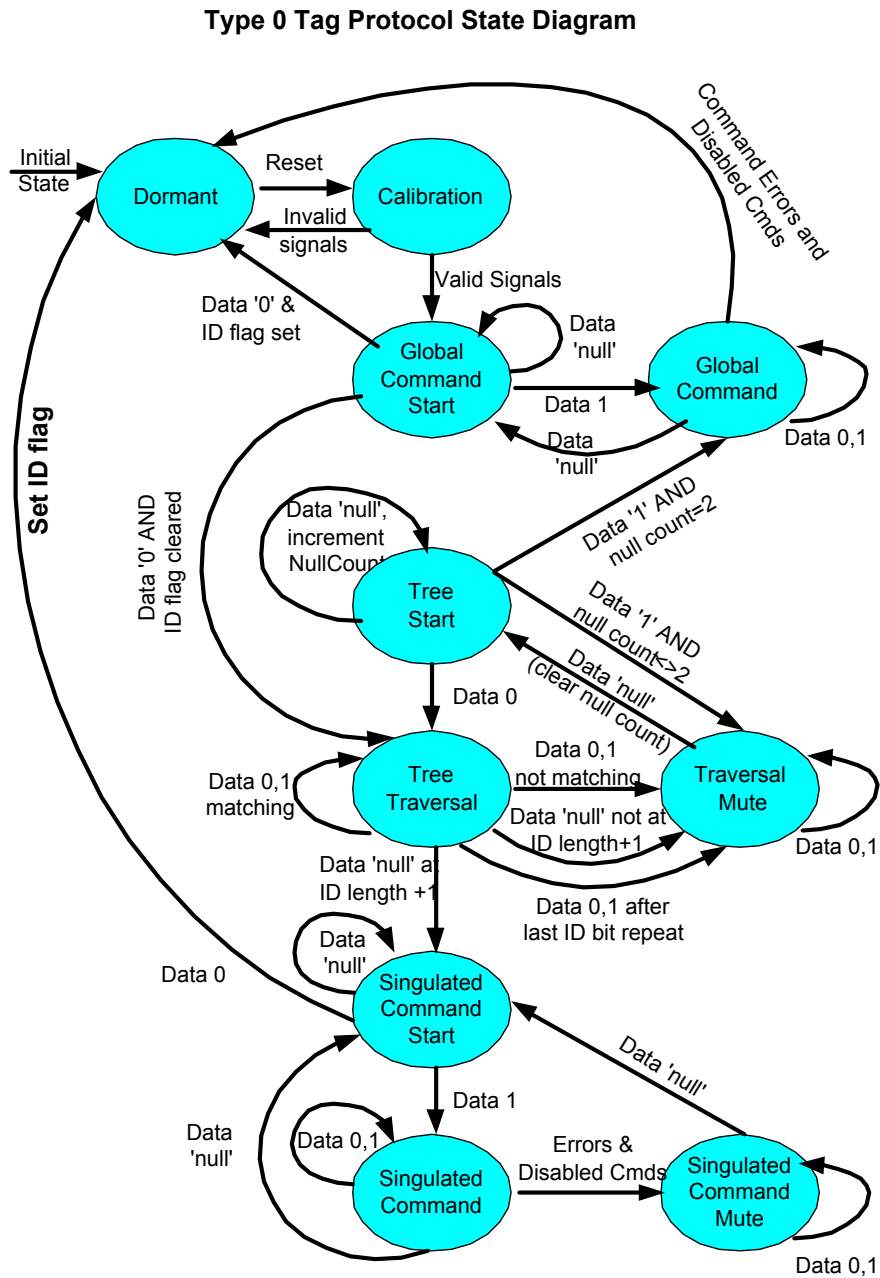 Type 0 Tag Protocol State Diagram
Initial
State
Dormant
Reset
Calibration
Command Errors and
Disabled Cmds
Invalid
signals
Valid Signals
Data '0' &
ID flag set
Global
Command
Start
Data
'null'
Data 1
Global
Command
Data 0,1
Data
'null'
Set ID flag
Data '0' AND
ID flag cleared
Data 'null',
increment
NullCount
Data '1' AND
null count=2
Tree
Start
Data '1' AND
null count<>2
Data 'null'
(clear null count)
Data 0
Data 0,1
matching
Tree
Traversal
Data 0,1
not matching
Traversal
Mute
Data 0,1
Data 'null' not at
ID length+1
Data 'null' at
ID length +1
Data 0,1 after
last ID bit repeat
Data
'null'
Data 0
Singulated
Command
Start
Data 'null'
Data 1
Data
'null'
Data 0,1
Singulated
Command
Errors &
Disabled Cmds
Singulated
Command
Mute
Data 0,1